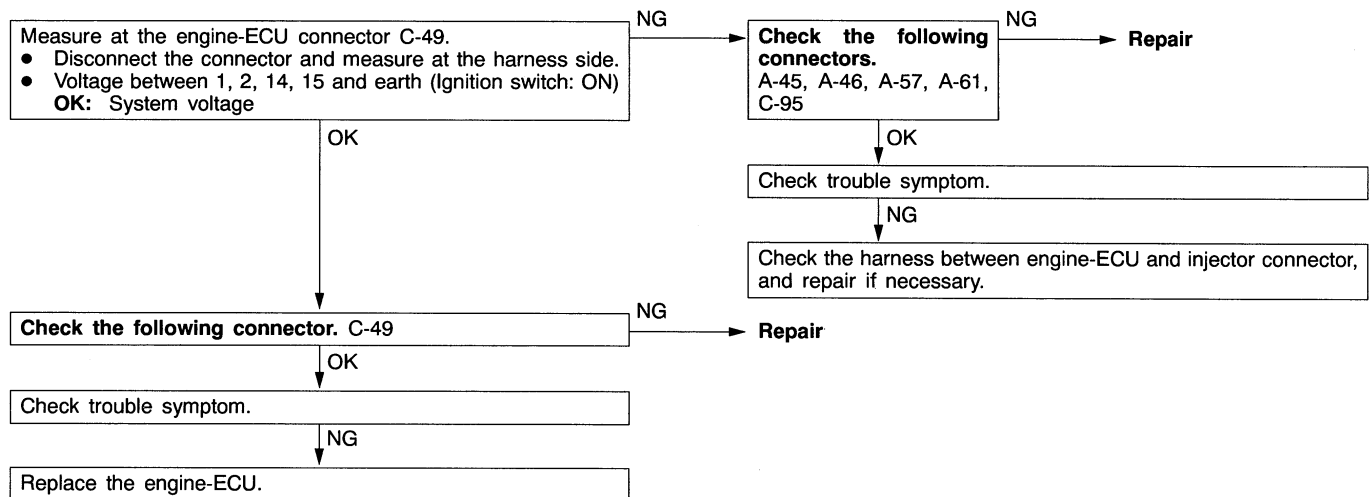 Measure at the engine-ECU connector C-49.
● Disconnect the connector and measure at the harness side.
● Voltage between 1, 2, 14, 15 and earth (Ignition switch: ON)
OK: System voltage
NG
Check the following
connectors.
A-45, A-46, A-57, A-61,
C-95
NG
Repair
OK
Check trouble symptom.
NG
Check the harness between engine-ECU and injector connector,
and repair if necessary.
OK
Check the following connector. C-49
NG
Repair
OK
Check trouble symptom.
NG
Replace the engine-ECU.